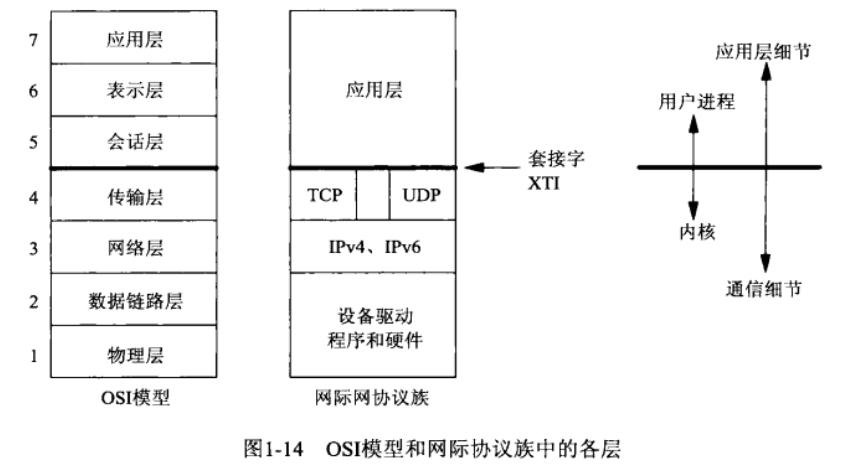 7
应用层
6
表示层
5
会话层
4
传输层
3
网络层
2
数据链路层
1
物理层
OSI模型
应用层
TCP
UDP
IPv4、IPv6
设备驱动
程序和硬件
网际网协议族
套接字
XTI
应用层细节
用户进程
内核
通信细节
图1-14 OSI模型和网际协议族中的各层